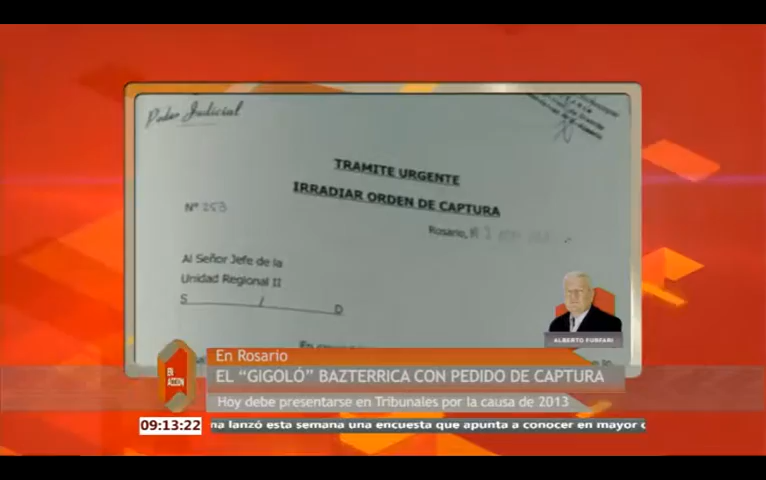 Poder Judicial
TRAMITE URGENTE
IRRADIAR ORDEN DE CAPTURA
Nº 253
Rosario,
Al Señor Jefe de la
Unidad Regional II
S / D
ALBERTO FURFARI
En Rosario
EL “GIGOLÓ” BAZTERRICA CON PEDIDO DE CAPTURA
Hoy debe presentarse en Tribunales por la causa de 2013
09:13:22 na lanzó esta semana una encuesta que apunta a conocer en mayor